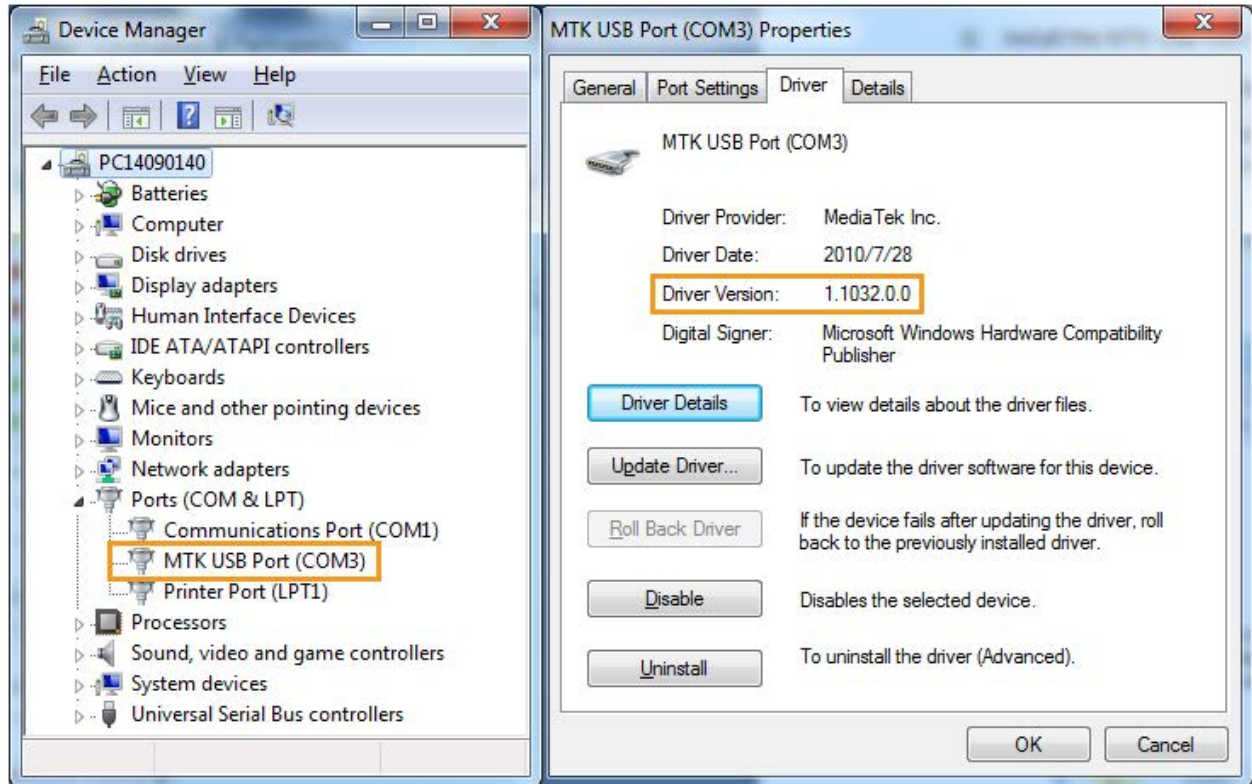 Device Manager
File Action View Help
PC14090140
Batteries
Computer
Disk drives
Display adapters
Human Interface Devices
IDE ATA/ATAPI controllers
Keyboards
Mice and other pointing devices
Monitors
Network adapters
Ports (COM & LPT)
Communications Port (COM1)
MTK USB Port (COM3)
Printer Port (LPT1)
Processors
Sound, video and game controllers
System devices
Universal Serial Bus controllers
MTK USB Port (COM3) Properties
General Port Settings Driver Details
MTK USB Port (COM3)
Driver Provider: MediaTek Inc.
Driver Date: 2010/7/28
Driver Version: 1.1032.0.0
Digital Signer: Microsoft Windows Hardware Compatibility
Publisher
Driver Details To view details about the driver files.
Update Driver... To update the driver software for this device.
Roll Back Driver If the device fails after updating the driver, roll
back to the previously installed driver.
Disable Disables the selected device.
Uninstall To uninstall the driver (Advanced).
OK Cancel